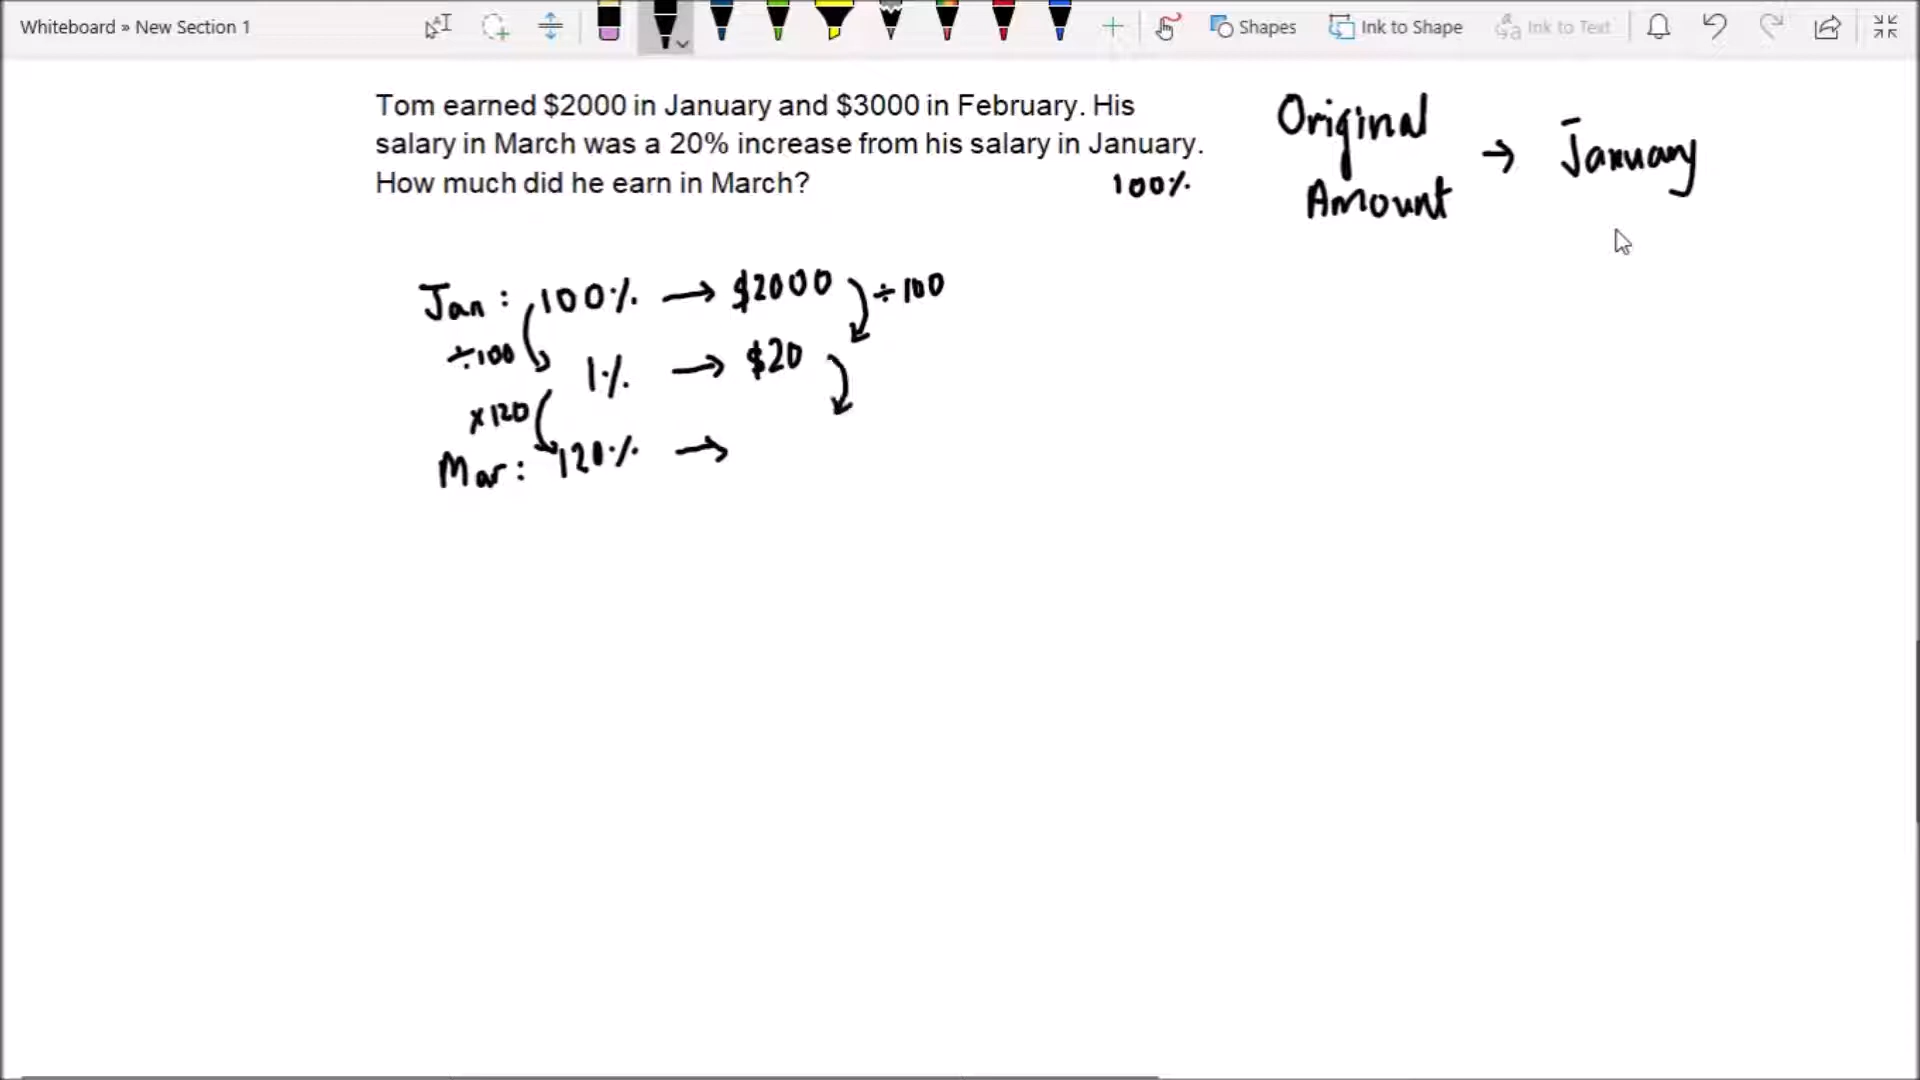 Whiteboard » New Section 1
Shapes
Ink to Shape
Ink to Text
Tom earned $2000 in January and $3000 in February. His
salary in March was a 20% increase from his salary in January.
How much did he earn in March?
100%
Original
Amount → January
Jan: 100% → $2000 ÷100
÷100
1% → $20
×120
Mar: 120% →